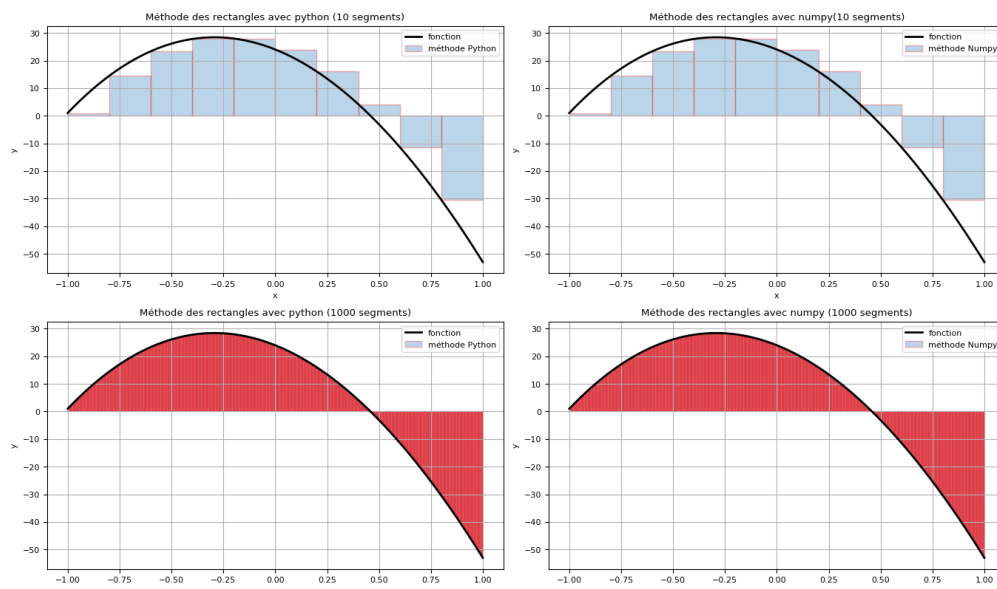 Méthode des rectangles avec python (10 segments)
30
20
10
0
−10
−20
−30
−40
−50
y
fonction
méthode Python
−1.00 −0.75 −0.50 −0.25 0.00 0.25 0.50 0.75 1.00
x
Méthode des rectangles avec numpy(10 segments)
30
20
10
0
−10
−20
−30
−40
−50
y
fonction
méthode Numpy
−1.00 −0.75 −0.50 −0.25 0.00 0.25 0.50 0.75 1.00
x
Méthode des rectangles avec python (1000 segments)
30
20
10
0
−10
−20
−30
−40
−50
y
fonction
méthode Python
−1.00 −0.75 −0.50 −0.25 0.00 0.25 0.50 0.75 1.00
Méthode des rectangles avec numpy (1000 segments)
30
20
10
0
−10
−20
−30
−40
−50
y
fonction
méthode Numpy
−1.00 −0.75 −0.50 −0.25 0.00 0.25 0.50 0.75 1.00